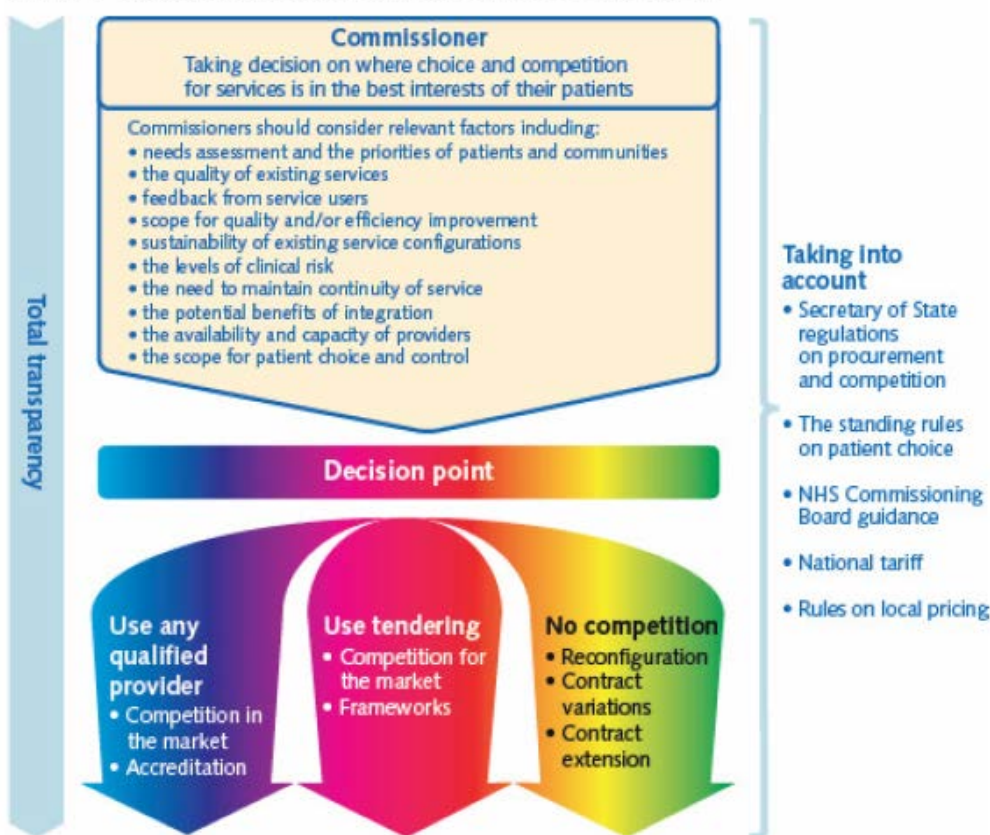 Commissioner
Taking decision on where choice and competition
for services is in the best interests of their patients
Commissioners should consider relevant factors including:
• needs assessment and the priorities of patients and communities
• the quality of existing services
• feedback from service users
• scope for quality and/or efficiency improvement
• sustainability of existing service configurations
• the levels of clinical risk
• the need to maintain continuity of service
• the potential benefits of integration
• the availability and capacity of providers
• the scope for patient choice and control
Total transparency
Decision point
Use any
qualified
provider
• Competition in
the market
• Accreditation
Use tendering
• Competition for
the market
• Frameworks
No competition
• Reconfiguration
• Contract
variations
• Contract
extension
Taking into
account
• Secretary of State
regulations
on procurement
and competition
• The standing rules
on patient choice
• NHS Commissioning
Board guidance
• National tariff
• Rules on local pricing